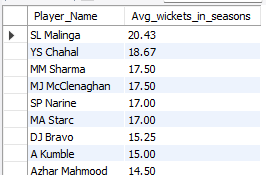 Player_Name Avg_wickets_in_seasons
SL Malinga 20.43
YS Chahal 18.67
MM Sharma 17.50
MJ McClenaghan 17.50
SP Narine 17.00
MA Starc 17.00
DJ Bravo 15.25
A Kumble 15.00
Azhar Mahmood 14.50